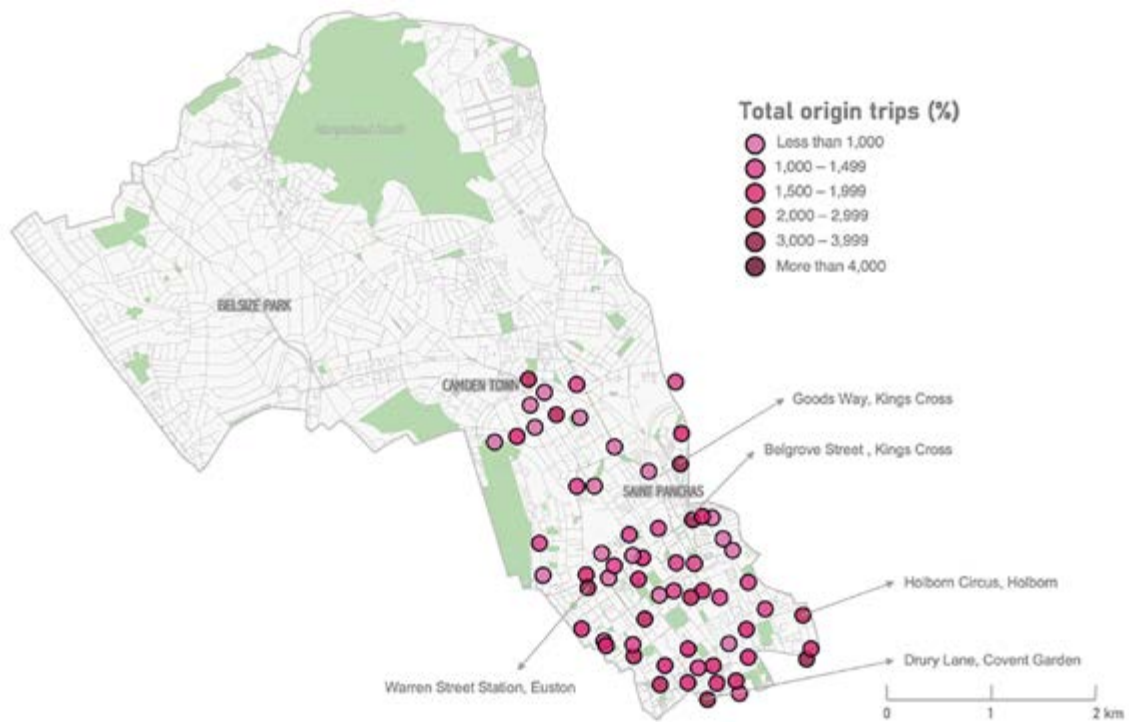 Total origin trips (%)
Less than 1,000
1,000 – 1,499
1,500 – 1,999
2,000 – 2,999
3,000 – 3,999
More than 4,000
BELSIZE PARK
CAMDEN TOWN
Goods Way, Kings Cross
Belgrove Street , Kings Cross
SAINT PANCHAS
Holborn Circus, Holborn
Drury Lane, Covent Garden
Warren Street Station, Euston
0 1 2 km